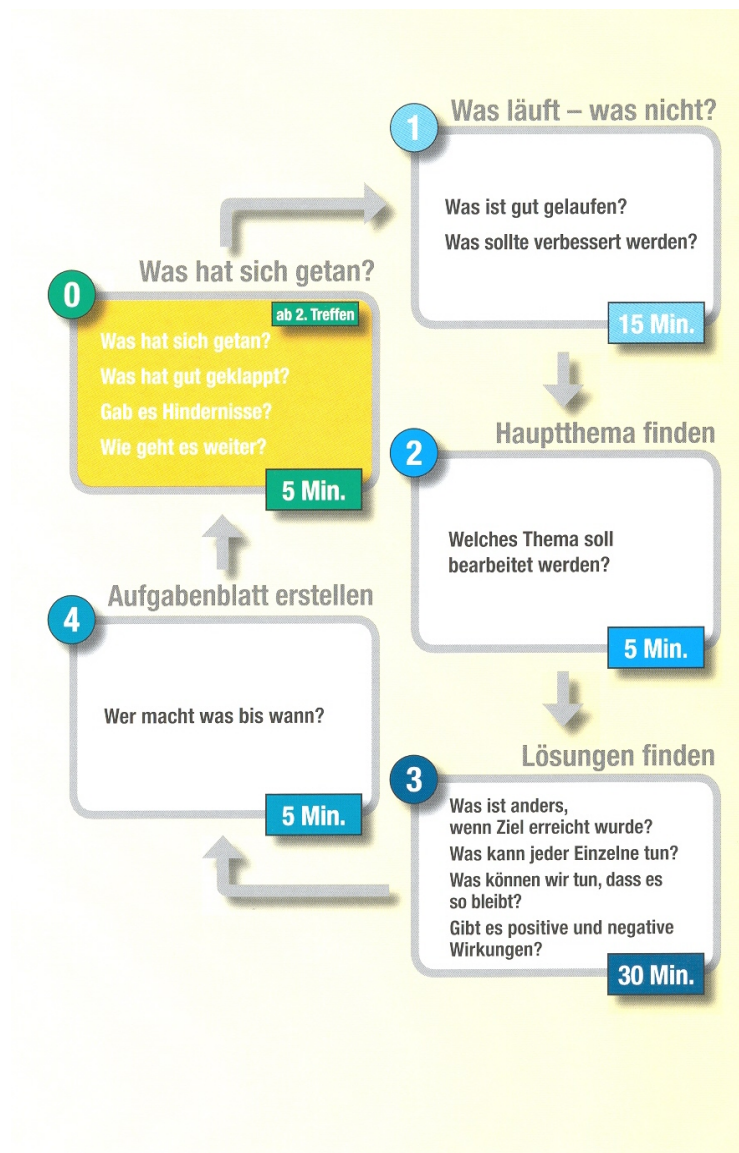 1
Was läuft – was nicht?
Was ist gut gelaufen?
Was sollte verbessert werden?
15 Min.
0
Was hat sich getan?
ab 2. Treffen
Was hat sich getan?
Was hat gut geklappt?
Gab es Hindernisse?
Wie geht es weiter?
5 Min.
2
Hauptthema finden
Welches Thema soll
bearbeitet werden?
5 Min.
4
Aufgabenblatt erstellen
Wer macht was bis wann?
5 Min.
3
Lösungen finden
Was ist anders,
wenn Ziel erreicht wurde?
Was kann jeder Einzelne tun?
Was können wir tun, dass es
so bleibt?
Gibt es positive und negative
Wirkungen?
30 Min.